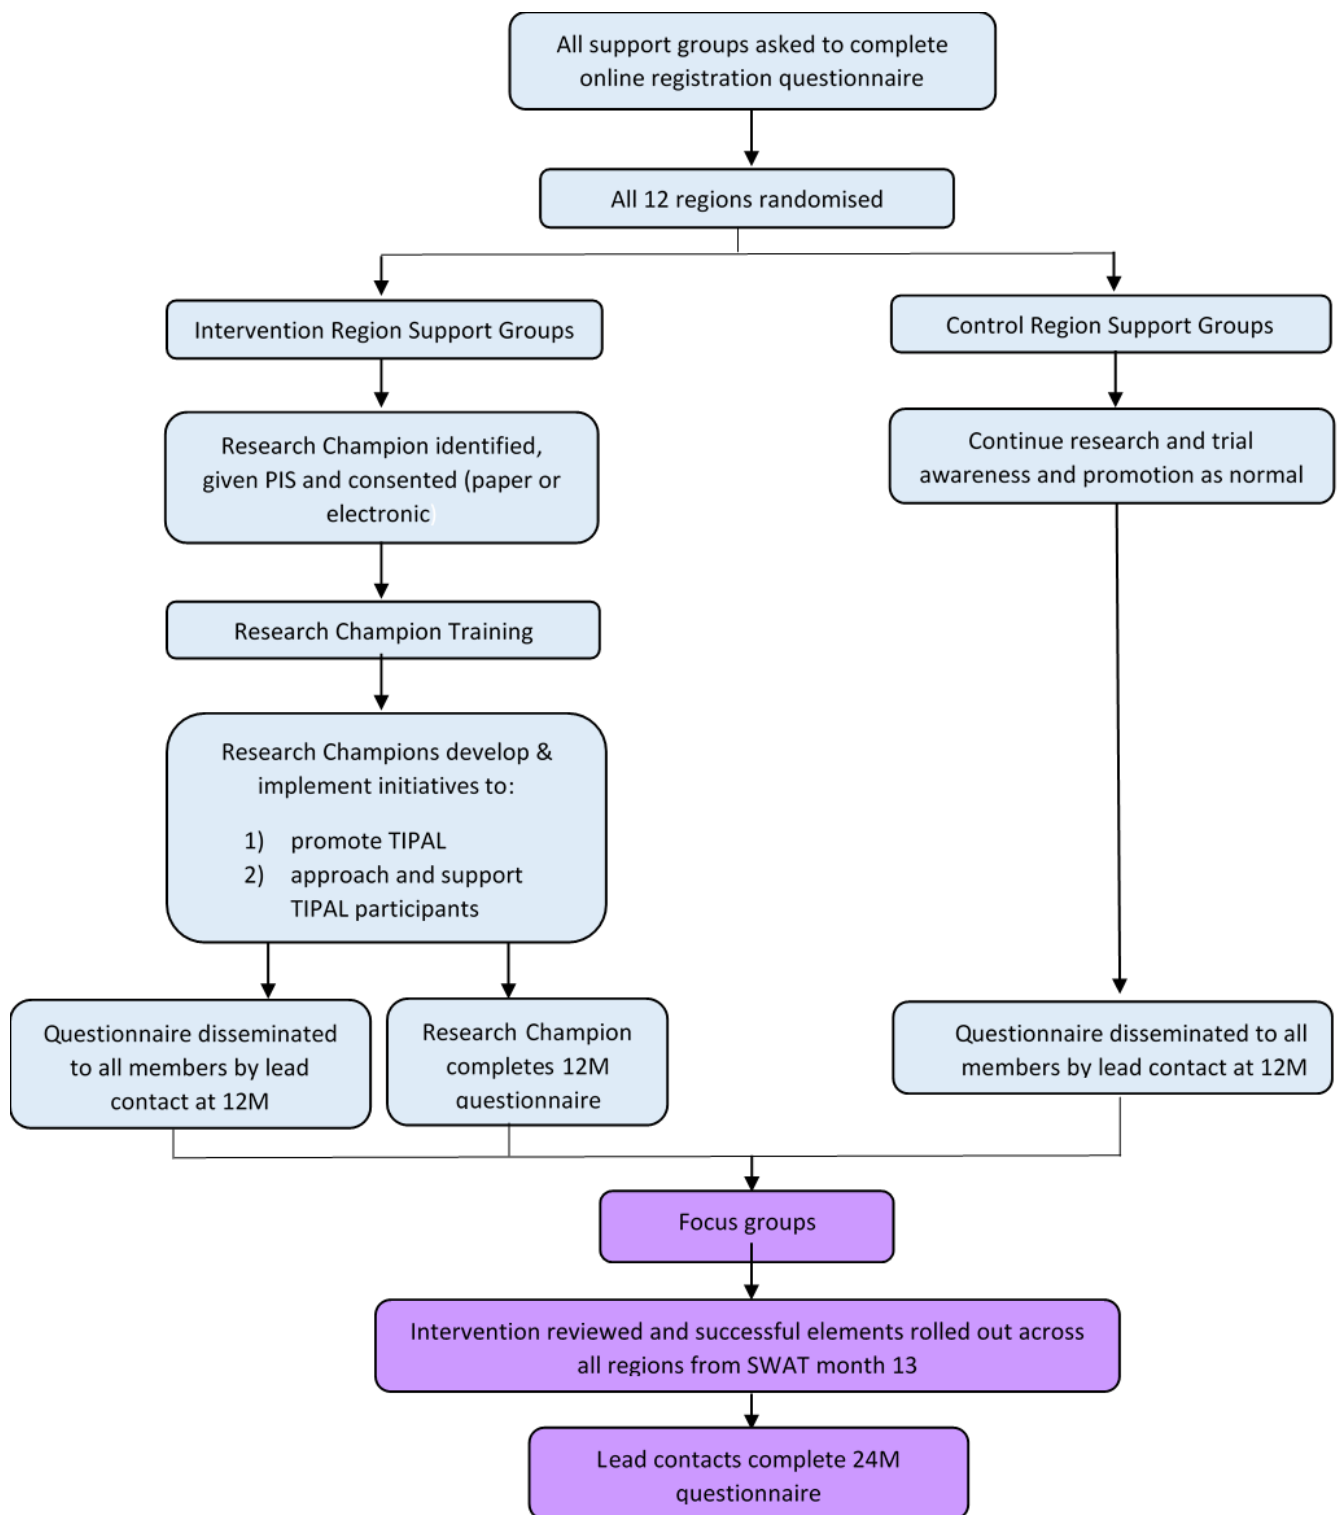 All support groups asked to complete
online registration questionnaire
All 12 regions randomised
Intervention Region Support Groups
Control Region Support Groups
Research Champion identified,
given PIS and consented (paper or
electronic)
Continue research and trial
awareness and promotion as normal
Research Champion Training
Research Champions develop &
implement initiatives to:
1) promote TIPAL
2) approach and support
TIPAL participants
Questionnaire disseminated
to all members by lead
contact at 12M
Research Champion
completes 12M
questionnaire
Questionnaire disseminated to all
members by lead contact at 12M
Focus groups
Intervention reviewed and successful elements rolled out across
all regions from SWAT month 13
Lead contacts complete 24M
questionnaire